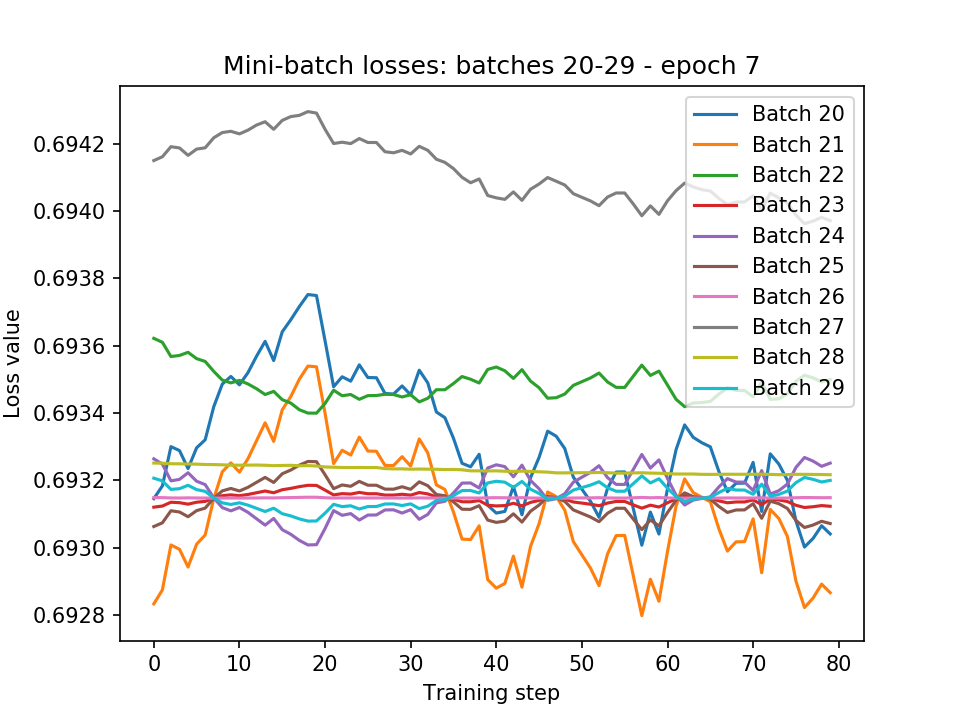 Mini-batch losses: batches 20-29 - epoch 7
Loss value
0.6942
0.6940
0.6938
0.6936
0.6934
0.6932
0.6930
0.6928
Batch 20
Batch 21
Batch 22
Batch 23
Batch 24
Batch 25
Batch 26
Batch 27
Batch 28
Batch 29
0 10 20 30 40 50 60 70 80
Training step